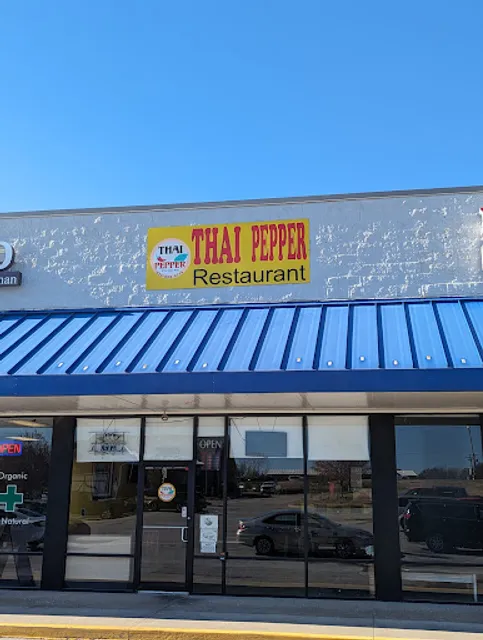 THAI PEPPER
Restaurant
THAI
PEPPER
OPEN
OPEN
Organic
Natural